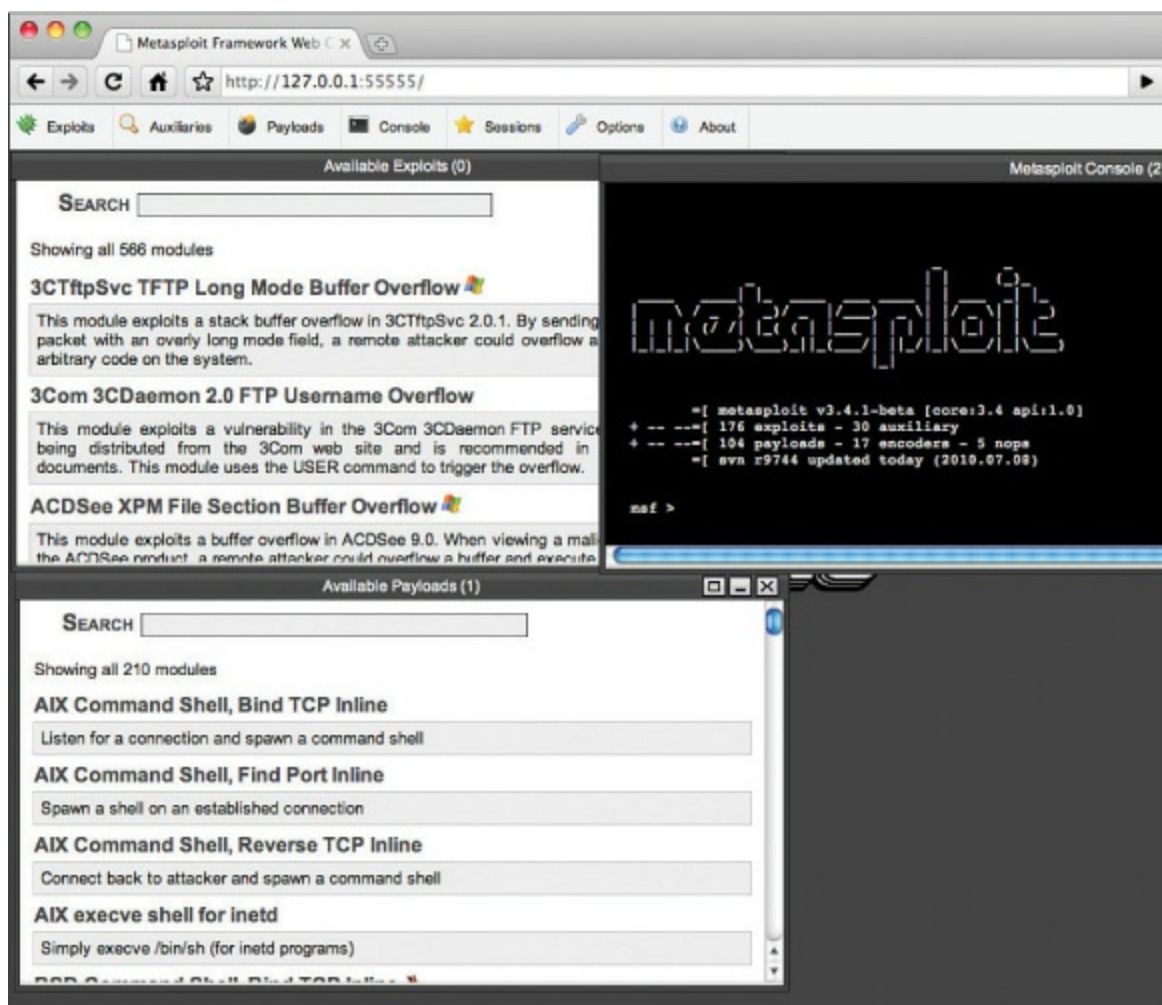 Metasploit Framework Web C
http://127.0.0.1:55555/
Exploits Auxiliaries Payloads Console Sessions Options About
Available Exploits (0)
SEARCH
Showing all 566 modules
3CTftpSvc TFTP Long Mode Buffer Overflow
This module exploits a stack buffer overflow in 3CTftpSvc 2.0.1. By sending
packet with an overly long mode field, a remote attacker could overflow a
arbitrary code on the system.
3Com 3CDaemon 2.0 FTP Username Overflow
This module exploits a vulnerability in the 3Com 3CDaemon FTP service
being distributed from the 3Com web site and is recommended in
documents. This module uses the USER command to trigger the overflow.
ACDSee XPM File Section Buffer Overflow
This module exploits a buffer overflow in ACDSee 9.0. When viewing a mali
the ACDSee product, a remote attacker could overflow a buffer and execute
Metasploit Console (2
metasploit
=[ metasploit v3.4.1-beta [core:3.4 api:1.0]
+ -- --=[ 176 exploits - 30 auxiliary
+ -- --=[ 104 payloads - 17 encoders - 5 nops
=[ svn r9744 updated today (2010.07.08)
msf >
Available Payloads (1)
SEARCH
Showing all 210 modules
AIX Command Shell, Bind TCP Inline
Listen for a connection and spawn a command shell
AIX Command Shell, Find Port Inline
Spawn a shell on an established connection
AIX Command Shell, Reverse TCP Inline
Connect back to attacker and spawn a command shell
AIX execve shell for inetd
Simply execve /bin/sh (for inetd programs)
BSD Command Shell, Bind TCP Inline